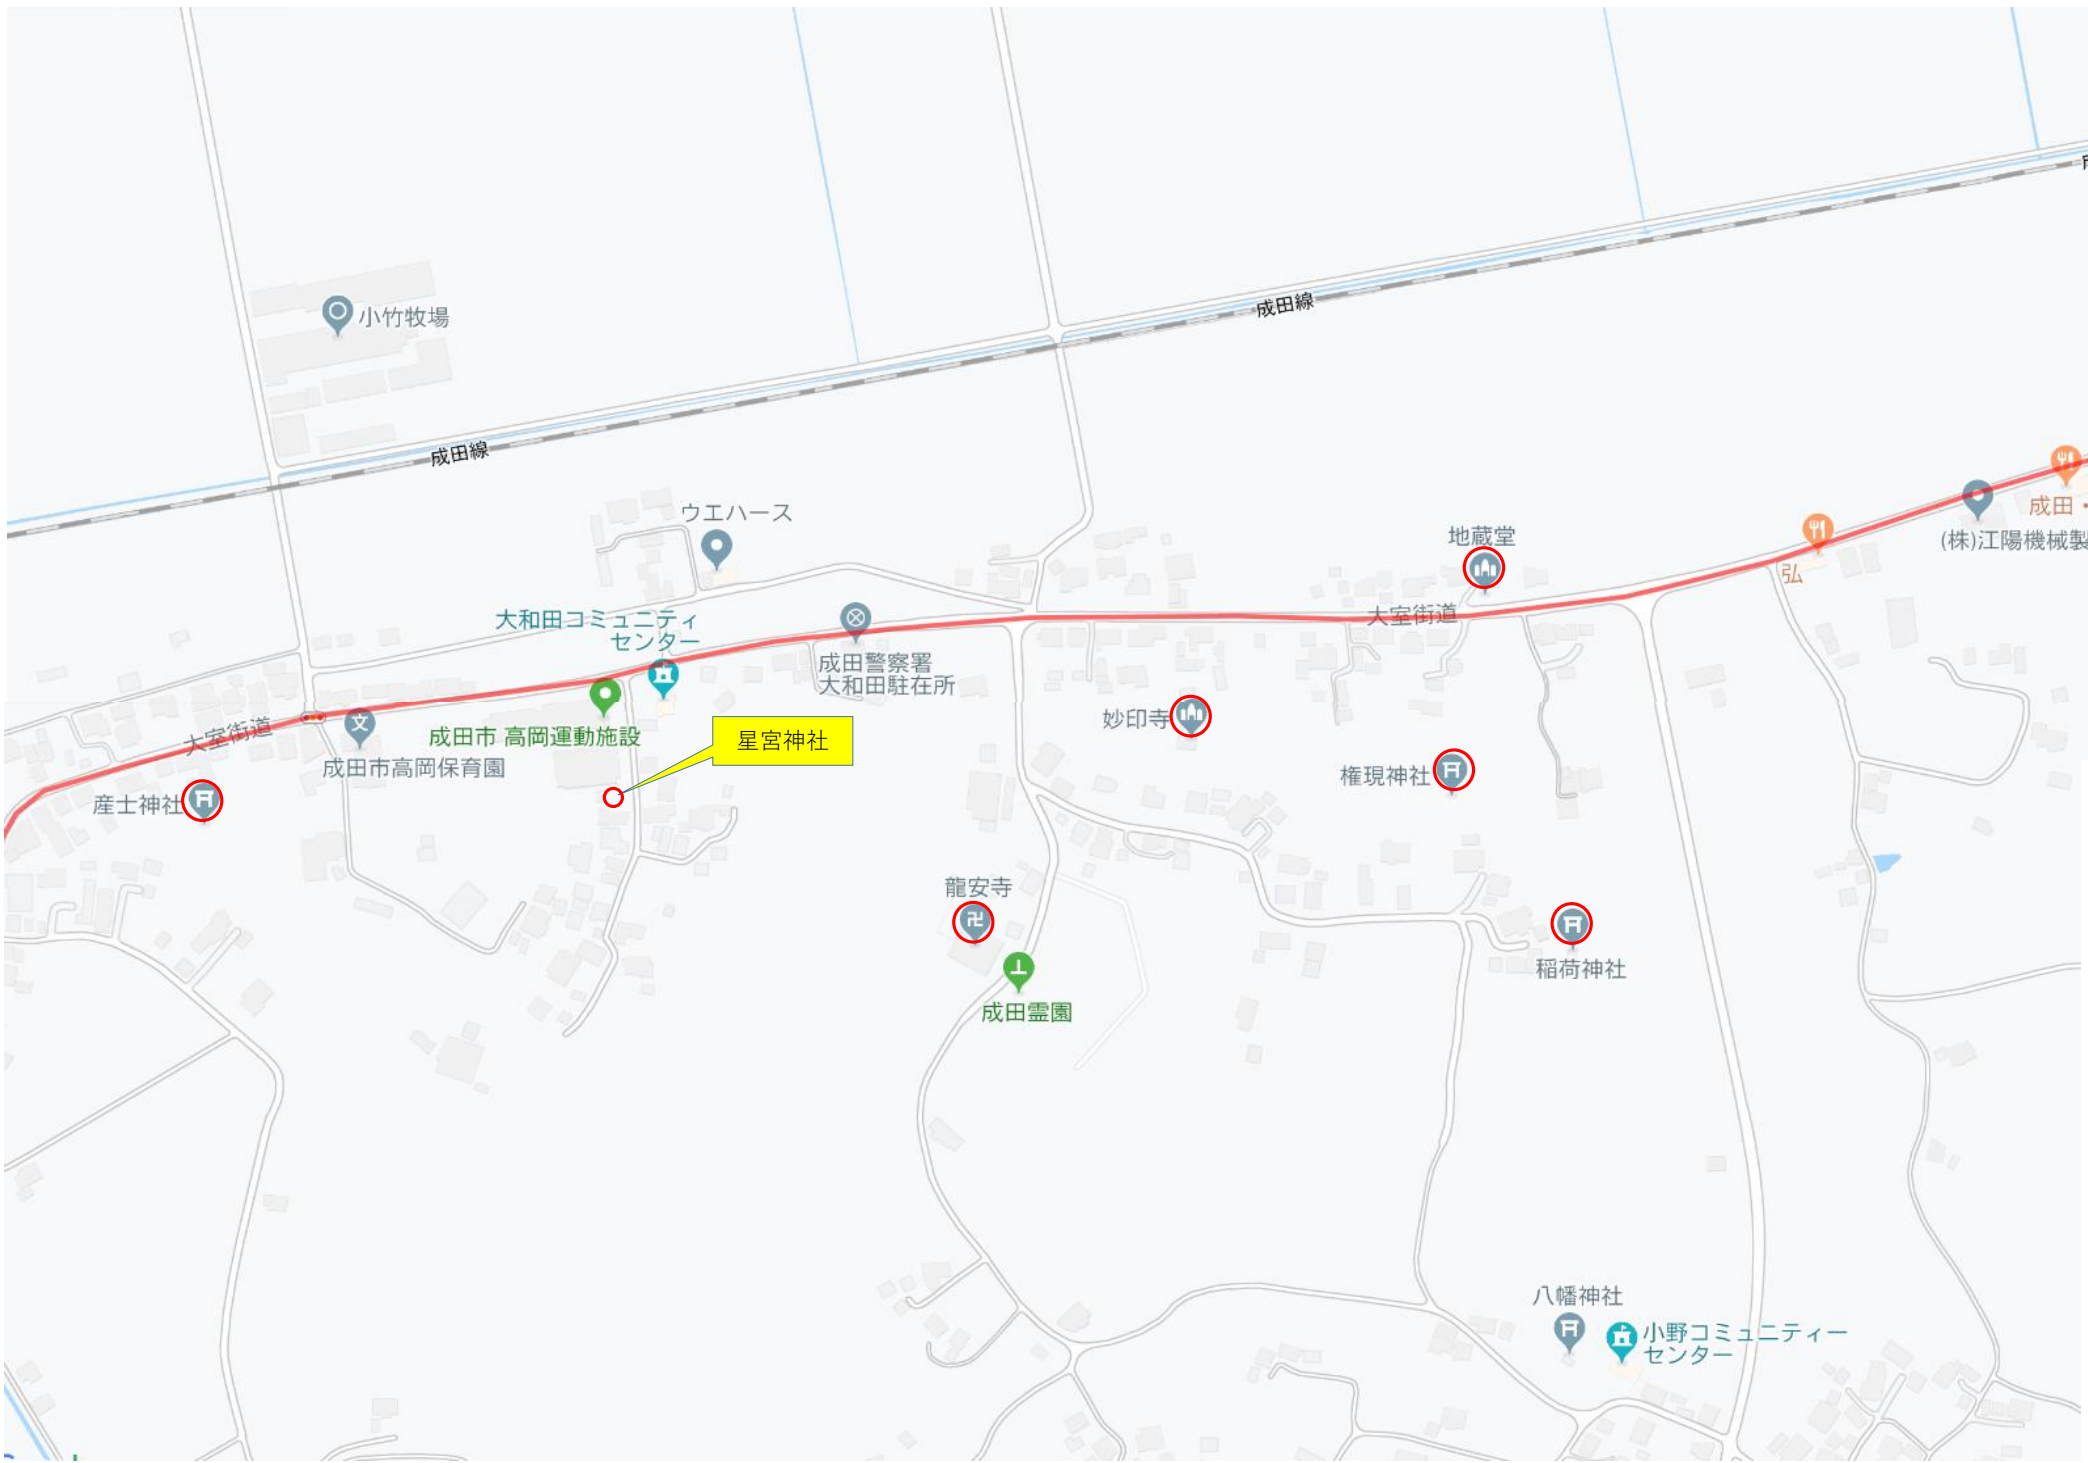 小竹牧場
成田線
成田線
ウエハース
地蔵堂
成田・
(株)江陽機械製
弘
大室街道
大和田コミュニティ
センター
成田警察署
大和田駐在所
妙印寺
星宮神社
成田市 高岡運動施設
大室街道
成田市高岡保育園
権現神社
産土神社
龍安寺
稲荷神社
成田霊園
八幡神社
小野コミュニティー
センター